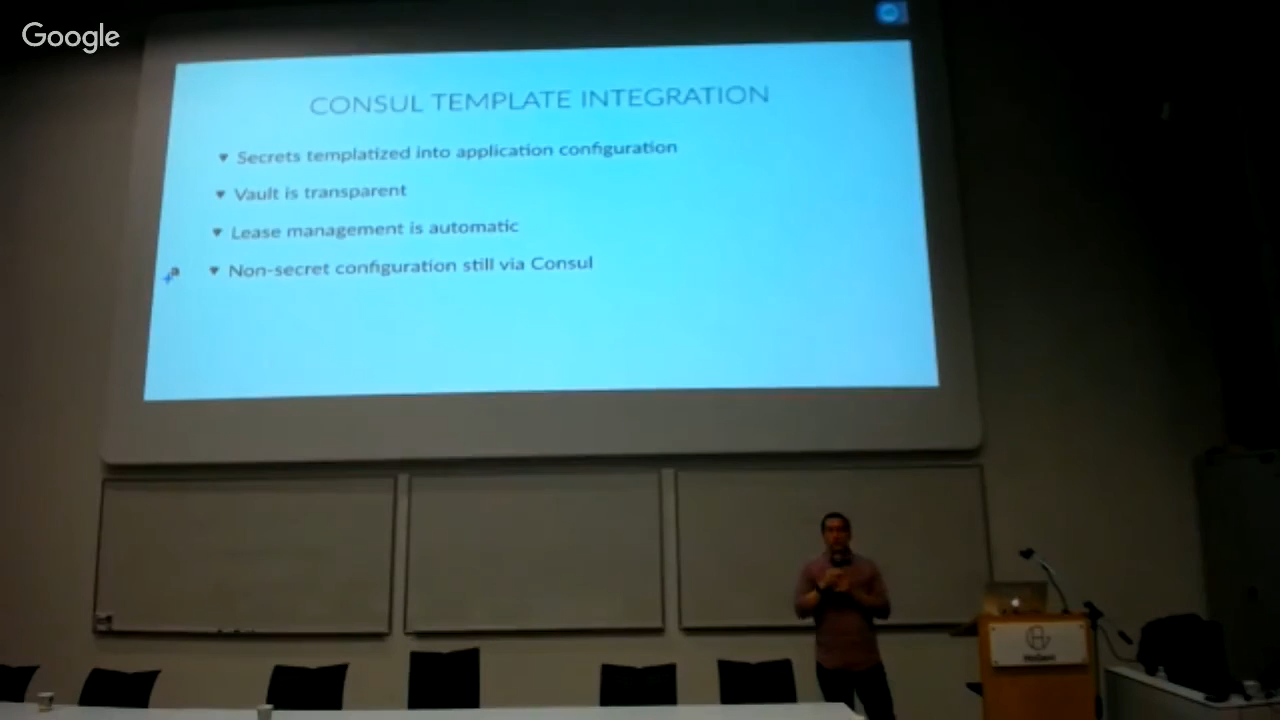 Google
CONSUL TEMPLATE INTEGRATION
Secrets templatized into application configuration
Vault is transparent
Lease management is automatic
Non-secret configuration still via Consul
a